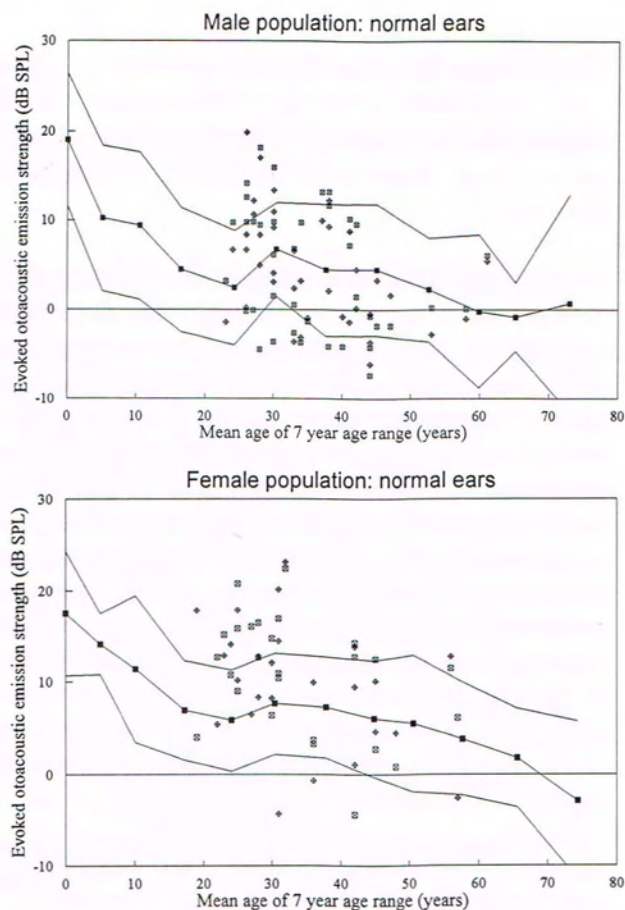 Male population: normal ears
Evoked otoacoustic emission strength (dB SPL)
30
20
10
0
-10
0 10 20 30 40 50 60 70 80
Mean age of 7 year age range (years)
Female population: normal ears
Evoked otoacoustic emission strength (dB SPL)
30
20
10
0
-10
0 10 20 30 40 50 60 70 80
Mean age of 7 year age range (years)